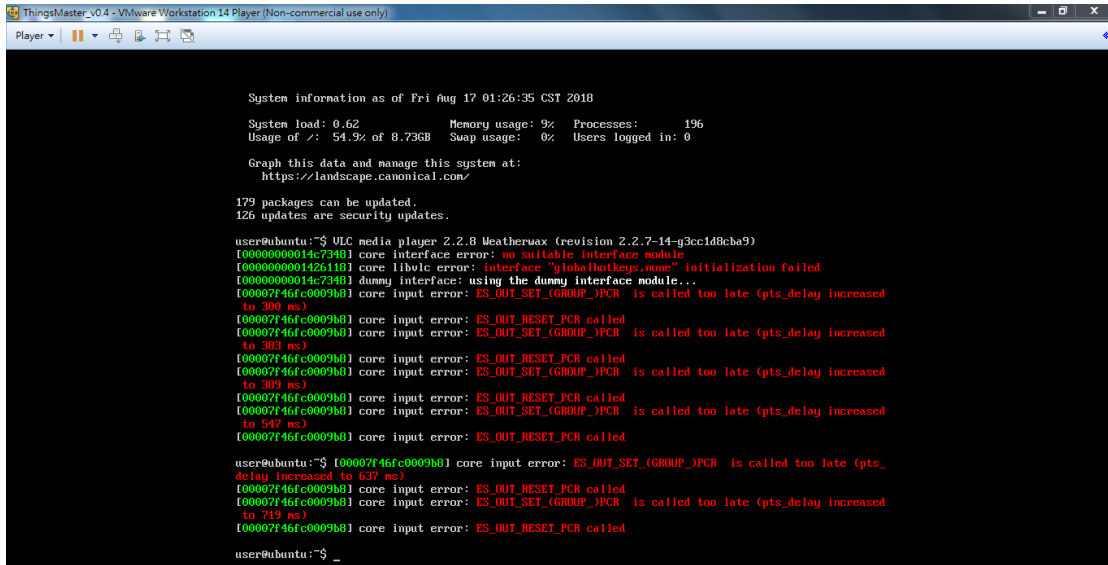 ThingsMaster_v0.4 - VMware Workstation 14 Player (Non-commercial use only)
Player
System information as of Fri Aug 17 01:26:35 CST 2018
System load: 0.62 Memory usage: 9% Processes: 196
Usage of /: 54.9% of 8.73GB Swap usage: 0% Users logged in: 0
Graph this data and manage this system at:
https://landscape.canonical.com/
179 packages can be updated.
126 updates are security updates.
user@ubuntu:~$ VLC media player 2.2.8 Weatherwax (revision 2.2.7-14-g3cc1d8cba9)
[00000000014c7348] core interface error: no suitable interface module
[0000000001426118] core libvlc error: interface "globalhotkeys,none" initialization failed
[00000000014c7348] dummy interface: using the dummy interface module...
[00007f46fc0009b8] core input error: ES_OUT_SET_(GROUP_)PCR  is called too late (pts_delay increased
to 300 ms)
[00007f46fc0009b8] core input error: ES_OUT_RESET_PCR called
[00007f46fc0009b8] core input error: ES_OUT_SET_(GROUP_)PCR  is called too late (pts_delay increased
to 383 ms)
[00007f46fc0009b8] core input error: ES_OUT_RESET_PCR called
[00007f46fc0009b8] core input error: ES_OUT_SET_(GROUP_)PCR  is called too late (pts_delay increased
to 389 ms)
[00007f46fc0009b8] core input error: ES_OUT_RESET_PCR called
[00007f46fc0009b8] core input error: ES_OUT_SET_(GROUP_)PCR  is called too late (pts_delay increased
to 547 ms)
[00007f46fc0009b8] core input error: ES_OUT_RESET_PCR called
user@ubuntu:~$ [00007f46fc0009b8] core input error: ES_OUT_SET_(GROUP_)PCR  is called too late (pts_
delay increased to 637 ms)
[00007f46fc0009b8] core input error: ES_OUT_RESET_PCR called
[00007f46fc0009b8] core input error: ES_OUT_SET_(GROUP_)PCR  is called too late (pts_delay increased
to 719 ms)
[00007f46fc0009b8] core input error: ES_OUT_RESET_PCR called
user@ubuntu:~$ _